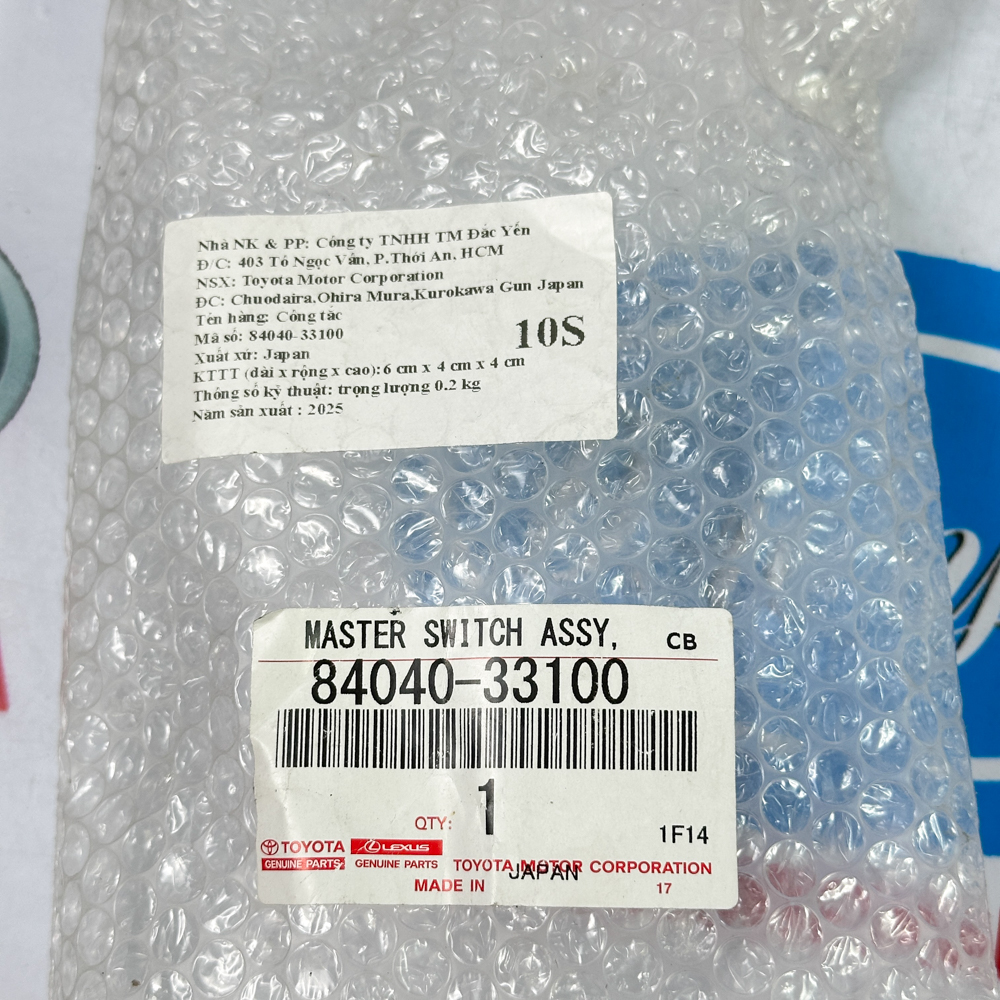 Nhà NK & PP: Công ty TNHH TM Đắc Yến
Đ/C: 403 Tô Ngọc Vân, P.Thới An, HCM
NSX: Toyota Motor Corporation
ĐC: Chuodaira,Ohira Mura,Kurokawa Gun Japan
Tên hàng: Công tắc
Mã số: 84040-33100
10S
Xuất xứ: Japan
KTTT (dài x rộng x cao): 6 cm x 4 cm x 4 cm
Thông số kỹ thuật: trọng lượng 0.2 kg
Năm sản xuất : 2025
MASTER SWITCH ASSY, CB
84040-33100
QTY: 1
1F14
TOYOTA LEXUS
GENUINE PARTS GENUINE PARTS TOYOTA MOTOR CORPORATION
MADE IN JAPAN 17